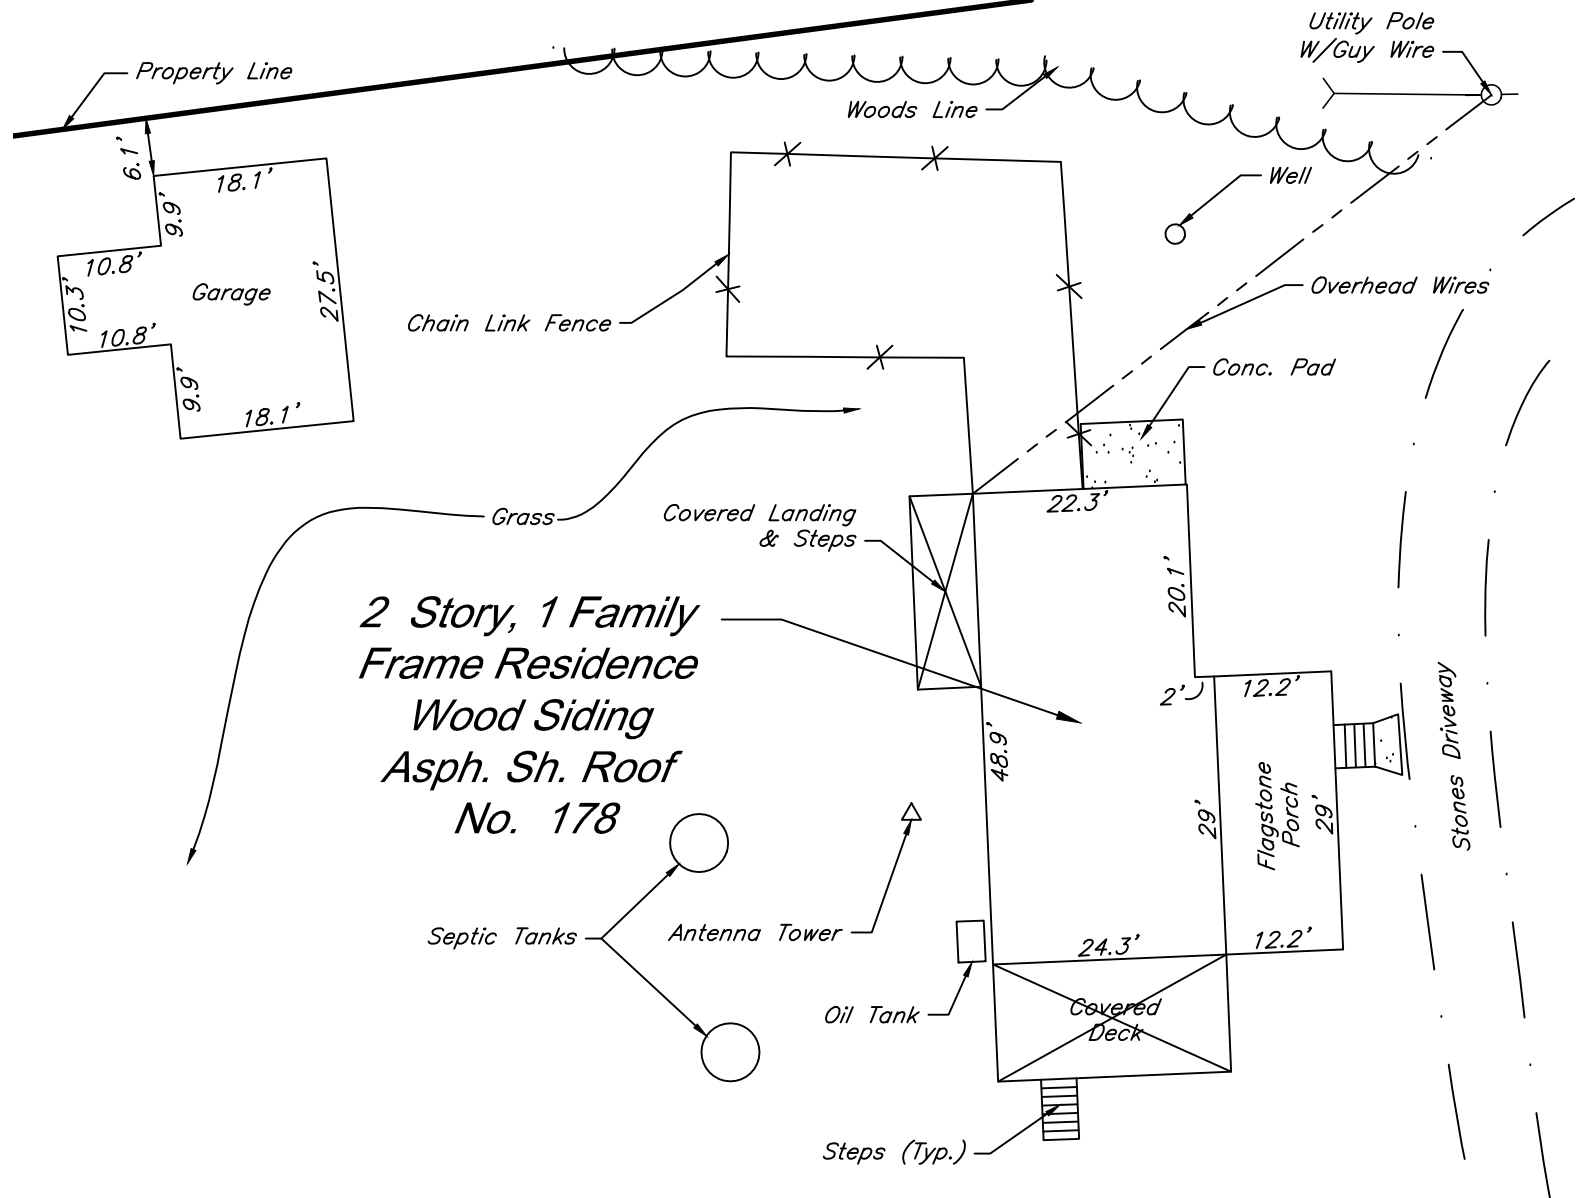 Utility Pole
W/Guy Wire
Property Line
Woods Line
6.1'
18.1'
9.9'
Well
10.8'
Garage
10.3'
27.5'
Overhead Wires
Chain Link Fence
10.8'
Conc. Pad
9.9'
18.1'
22.3'
Grass
Covered Landing
& Steps
20.1'
2 Story, 1 Family
Frame Residence
Wood Siding
Asph. Sh. Roof
No. 178
2'
12.2'
48.9'
Stones Driveway
29'
Flagstone
Porch
29'
Septic Tanks
Antenna Tower
24.3'
12.2'
Oil Tank
Covered
Deck
Steps (Typ.)